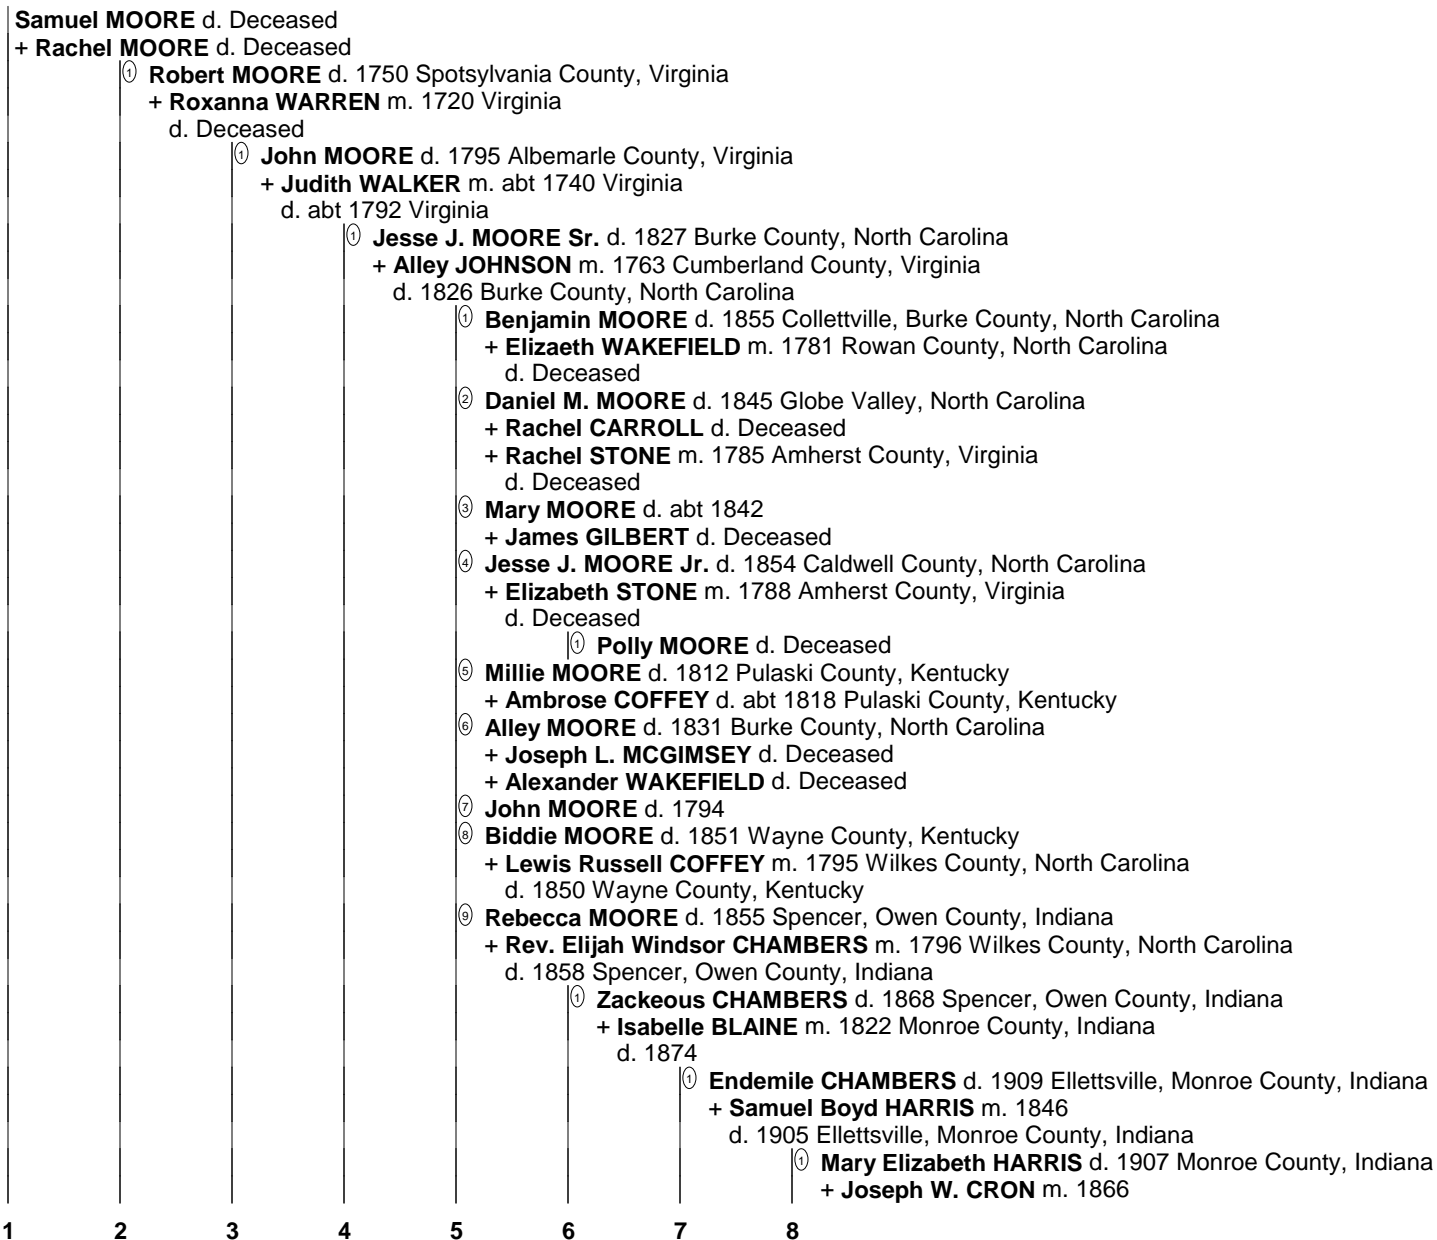 Samuel MOORE d. Deceased
+ Rachel MOORE d. Deceased
① Robert MOORE d. 1750 Spotsylvania County, Virginia
+ Roxanna WARREN m. 1720 Virginia
d. Deceased
① John MOORE d. 1795 Albemarle County, Virginia
+ Judith WALKER m. abt 1740 Virginia
d. abt 1792 Virginia
① Jesse J. MOORE Sr. d. 1827 Burke County, North Carolina
+ Alley JOHNSON m. 1763 Cumberland County, Virginia
d. 1826 Burke County, North Carolina
① Benjamin MOORE d. 1855 Collettville, Burke County, North Carolina
+ Elizaeth WAKEFIELD m. 1781 Rowan County, North Carolina
d. Deceased
② Daniel M. MOORE d. 1845 Globe Valley, North Carolina
+ Rachel CARROLL d. Deceased
+ Rachel STONE m. 1785 Amherst County, Virginia
d. Deceased
③ Mary MOORE d. abt 1842
+ James GILBERT d. Deceased
④ Jesse J. MOORE Jr. d. 1854 Caldwell County, North Carolina
+ Elizabeth STONE m. 1788 Amherst County, Virginia
d. Deceased
① Polly MOORE d. Deceased
⑤ Millie MOORE d. 1812 Pulaski County, Kentucky
+ Ambrose COFFEY d. abt 1818 Pulaski County, Kentucky
⑥ Alley MOORE d. 1831 Burke County, North Carolina
+ Joseph L. MCGIMSEY d. Deceased
+ Alexander WAKEFIELD d. Deceased
⑦ John MOORE d. 1794
⑧ Biddie MOORE d. 1851 Wayne County, Kentucky
+ Lewis Russell COFFEY m. 1795 Wilkes County, North Carolina
d. 1850 Wayne County, Kentucky
⑨ Rebecca MOORE d. 1855 Spencer, Owen County, Indiana
+ Rev. Elijah Windsor CHAMBERS m. 1796 Wilkes County, North Carolina
d. 1858 Spencer, Owen County, Indiana
① Zackeous CHAMBERS d. 1868 Spencer, Owen County, Indiana
+ Isabelle BLAINE m. 1822 Monroe County, Indiana
d. 1874
① Endemile CHAMBERS d. 1909 Ellettsville, Monroe County, Indiana
+ Samuel Boyd HARRIS m. 1846
d. 1905 Ellettsville, Monroe County, Indiana
① Mary Elizabeth HARRIS d. 1907 Monroe County, Indiana
+ Joseph W. CRON m. 1866
1 2 3 4 5 6 7 8